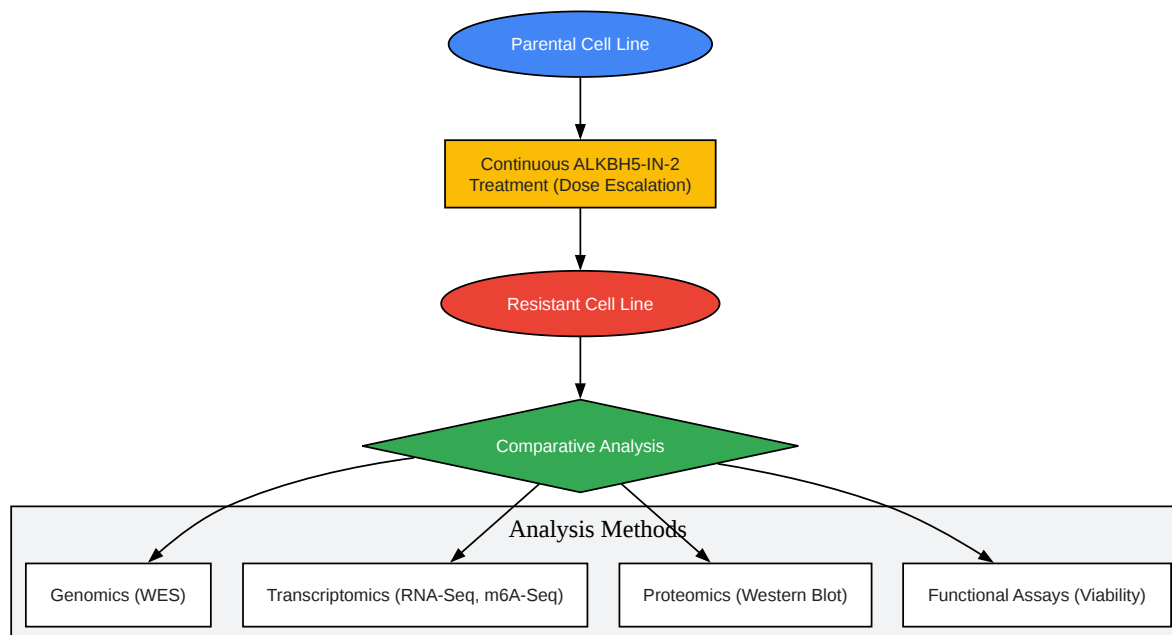 Parental Cell Line
Continuous ALKBH5-IN-2
Treatment (Dose Escalation)
Resistant Cell Line
Comparative Analysis
Analysis Methods
Genomics (WES)
Transcriptomics (RNA-Seq, m6A-Seq)
Proteomics (Western Blot)
Functional Assays (Viability)